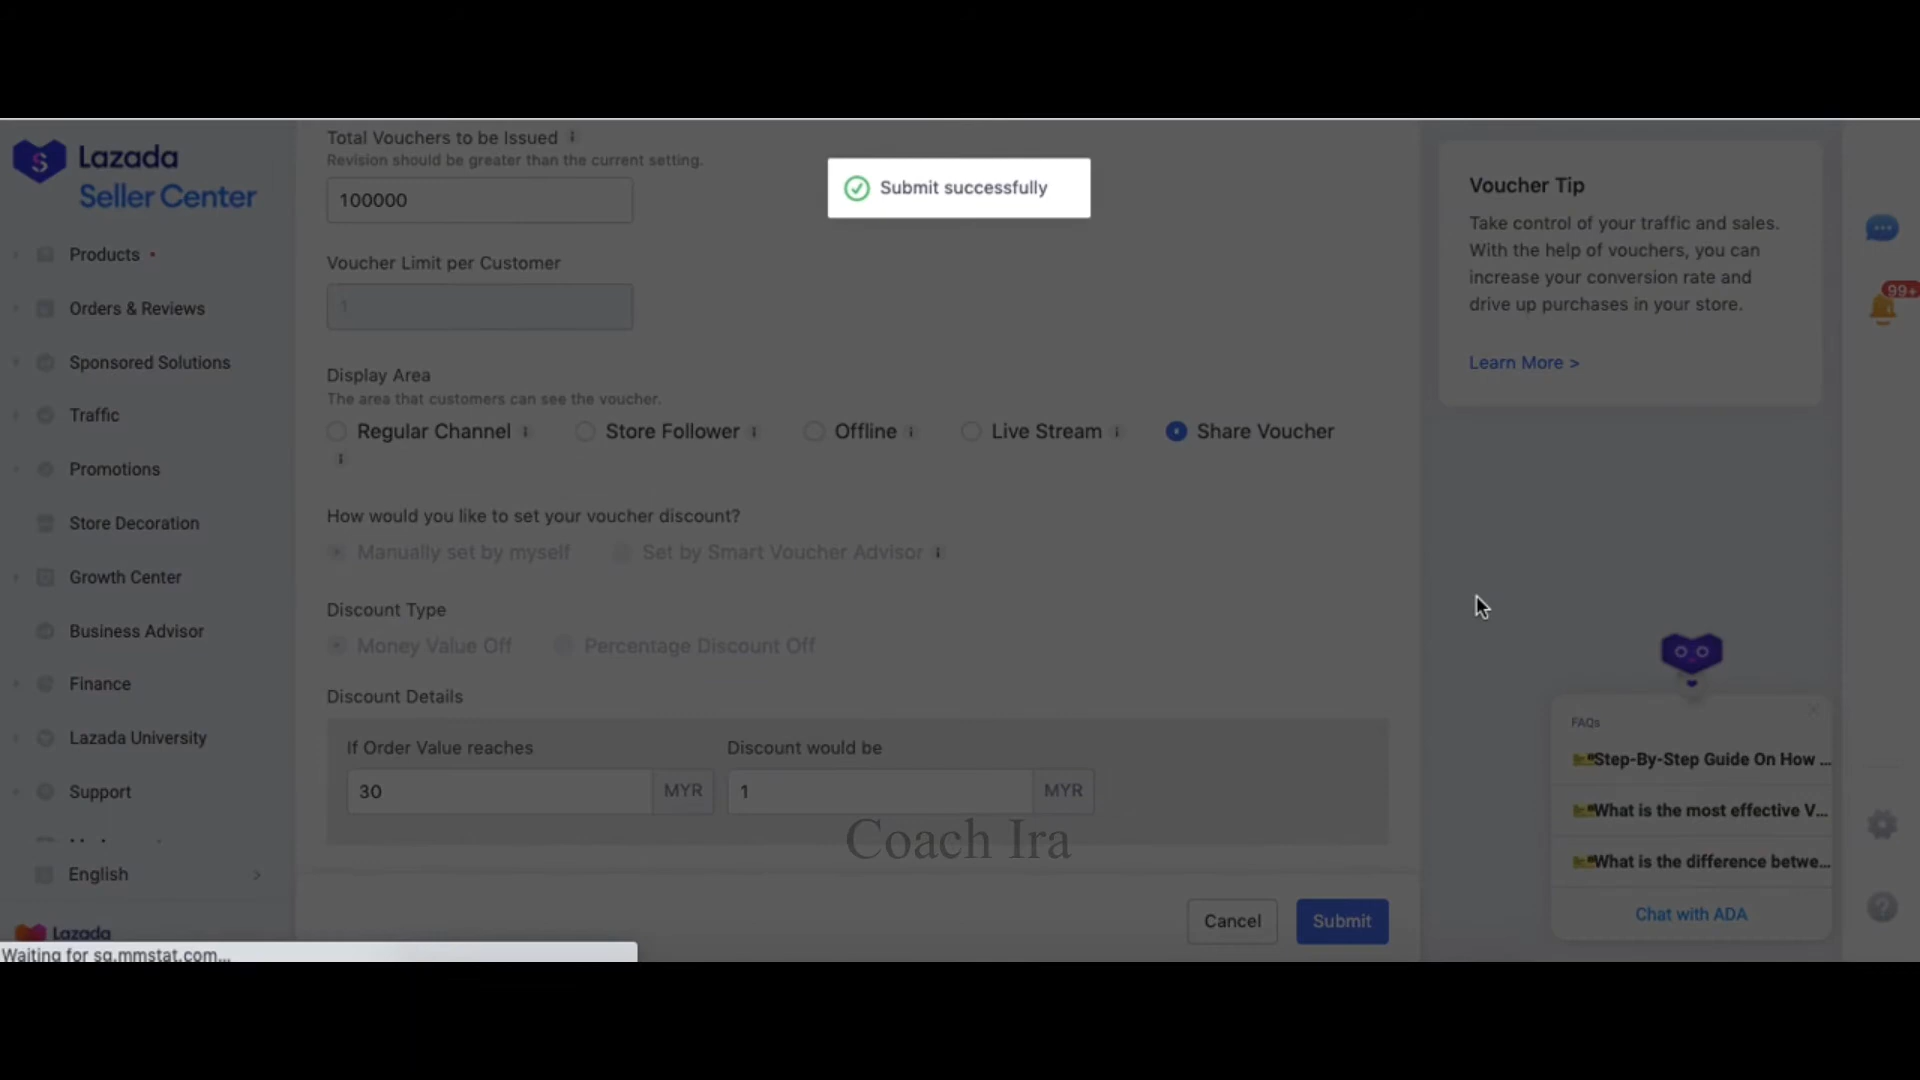 Lazada
Seller Center
Products
Orders & Reviews
Sponsored Solutions
Traffic
Promotions
Store Decoration
Growth Center
Business Advisor
Finance
Lazada University
Support
English
Lazada
Waiting for sg.mmstat.com...
Total Vouchers to be Issued
Revision should be greater than the current setting.
100000
Submit successfully
Voucher Limit per Customer
1
Display Area
The area that customers can see the voucher.
Regular Channel Store Follower Offline Live Stream Share Voucher
How would you like to set your voucher discount?
Manually set by myself Set by Smart Voucher Advisor
Discount Type
Money Value Off Percentage Discount Off
Discount Details
If Order Value reaches Discount would be
30 MYR 1 MYR
Coach Ira
Cancel Submit
Voucher Tip
Take control of your traffic and sales.
With the help of vouchers, you can
increase your conversion rate and
drive up purchases in your store.
Learn More >
99+
FAQs
Step-By-Step Guide On How ...
What is the most effective V...
What is the difference betwe...
Chat with ADA